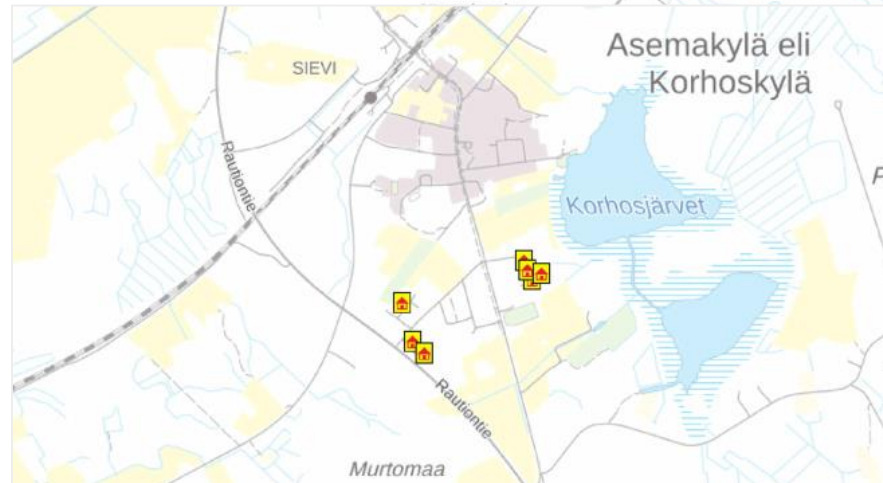 Asemakylä eli
Korhoskylä
SIEVI
Rautiontie
Korhosjärvet
Rautiontie
Murtomaa